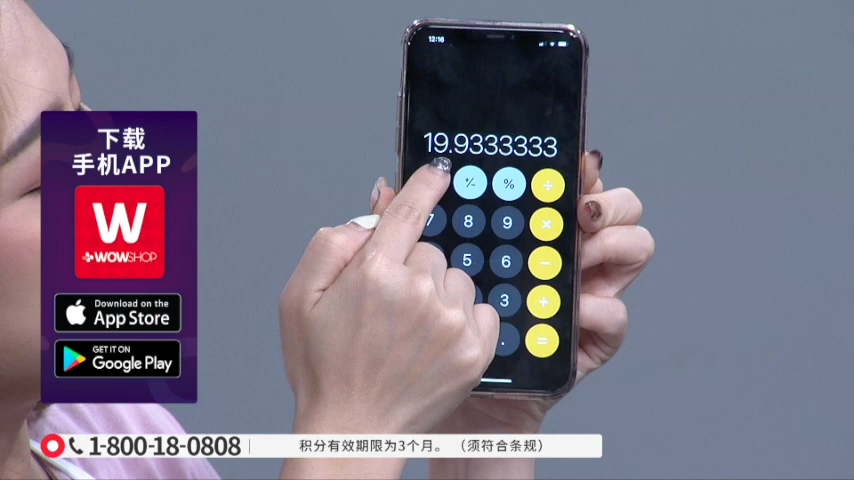 12:16
19.9333333
+/-
%
÷
7
8
9
×
5
6
−
3
+
.
=
下载
手机APP
W
WOWSHOP
Download on the
App Store
GET IT ON
Google Play
1-800-18-0808
积分有效期限为3个月。（须符合条规）